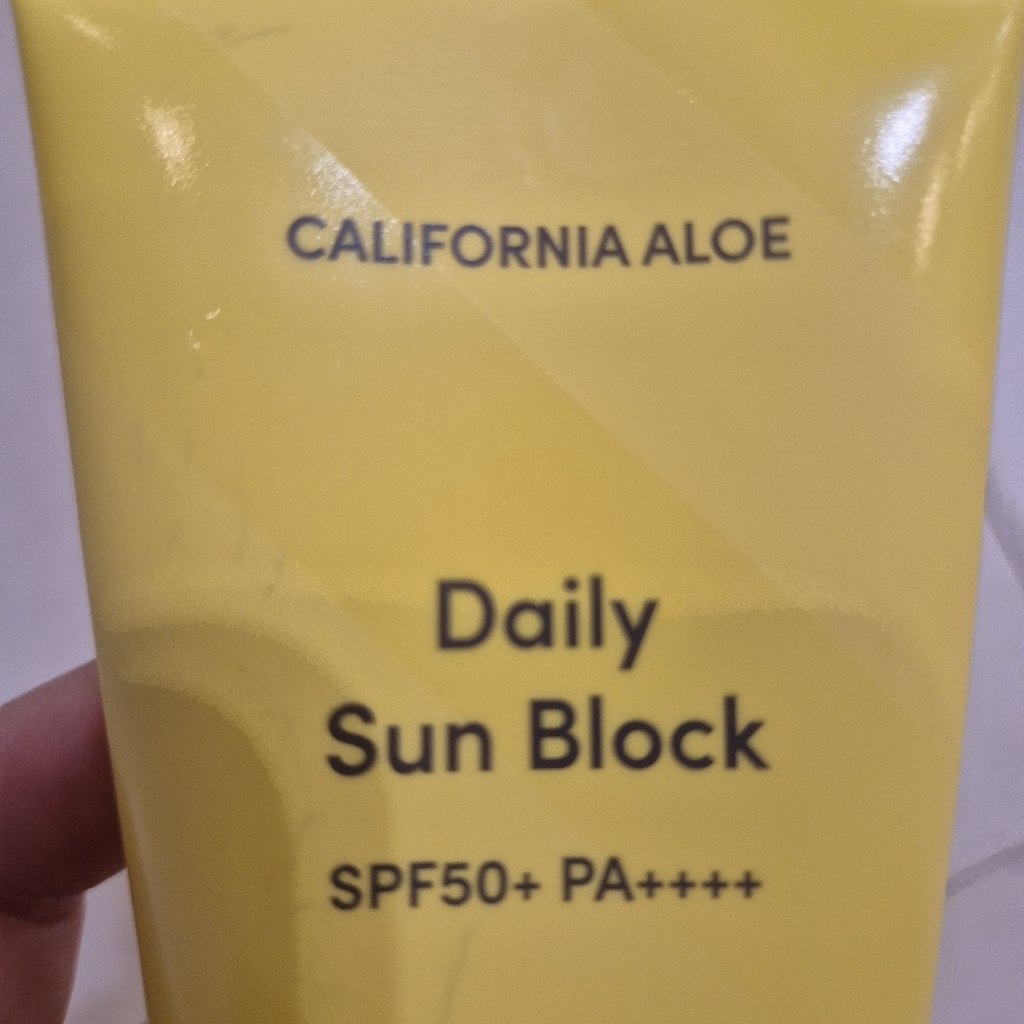 CALIFORNIA ALOE
Daily
Sun Block
SPF50+ PA++++